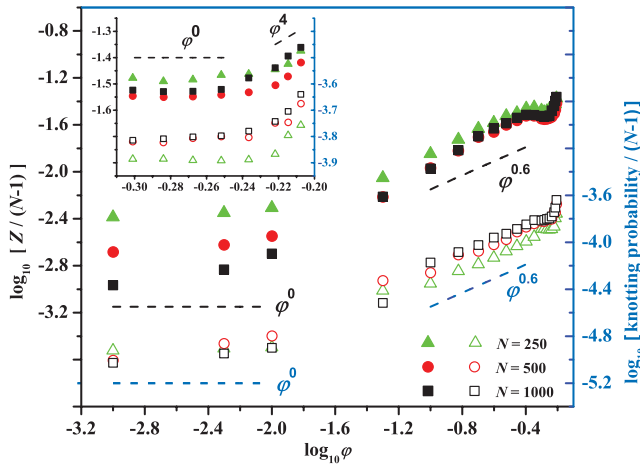 φ⁰
φ⁴
-1.3
-1.4
-1.5
-1.6
-3.6
-3.7
-3.8
-3.9
-0.30 -0.28 -0.26 -0.24 -0.22 -0.20
-1.0
-1.4
-1.8
-2.2
-2.6
-3.0
-3.4
log₁₀ [ Z / (N-1) ]
φ⁰·⁶
φ⁰·⁶
φ⁰
φ⁰
N = 250
N = 500
N = 1000
-3.6
-4.0
-4.4
-4.8
-5.2
log₁₀ [ knotting probability / (N-1) ]
-3.2 -2.8 -2.4 -2.0 -1.6 -1.2 -0.8 -0.4
log₁₀φ